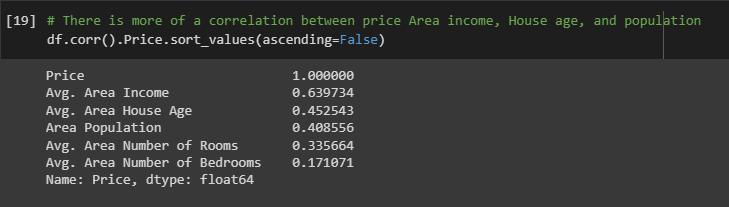 [19] # There is more of a correlation between price Area income, House age, and population
df.corr().Price.sort_values(ascending=False)
Price 1.000000
Avg. Area Income 0.639734
Avg. Area House Age 0.452543
Area Population 0.408556
Avg. Area Number of Rooms 0.335664
Avg. Area Number of Bedrooms 0.171071
Name: Price, dtype: float64